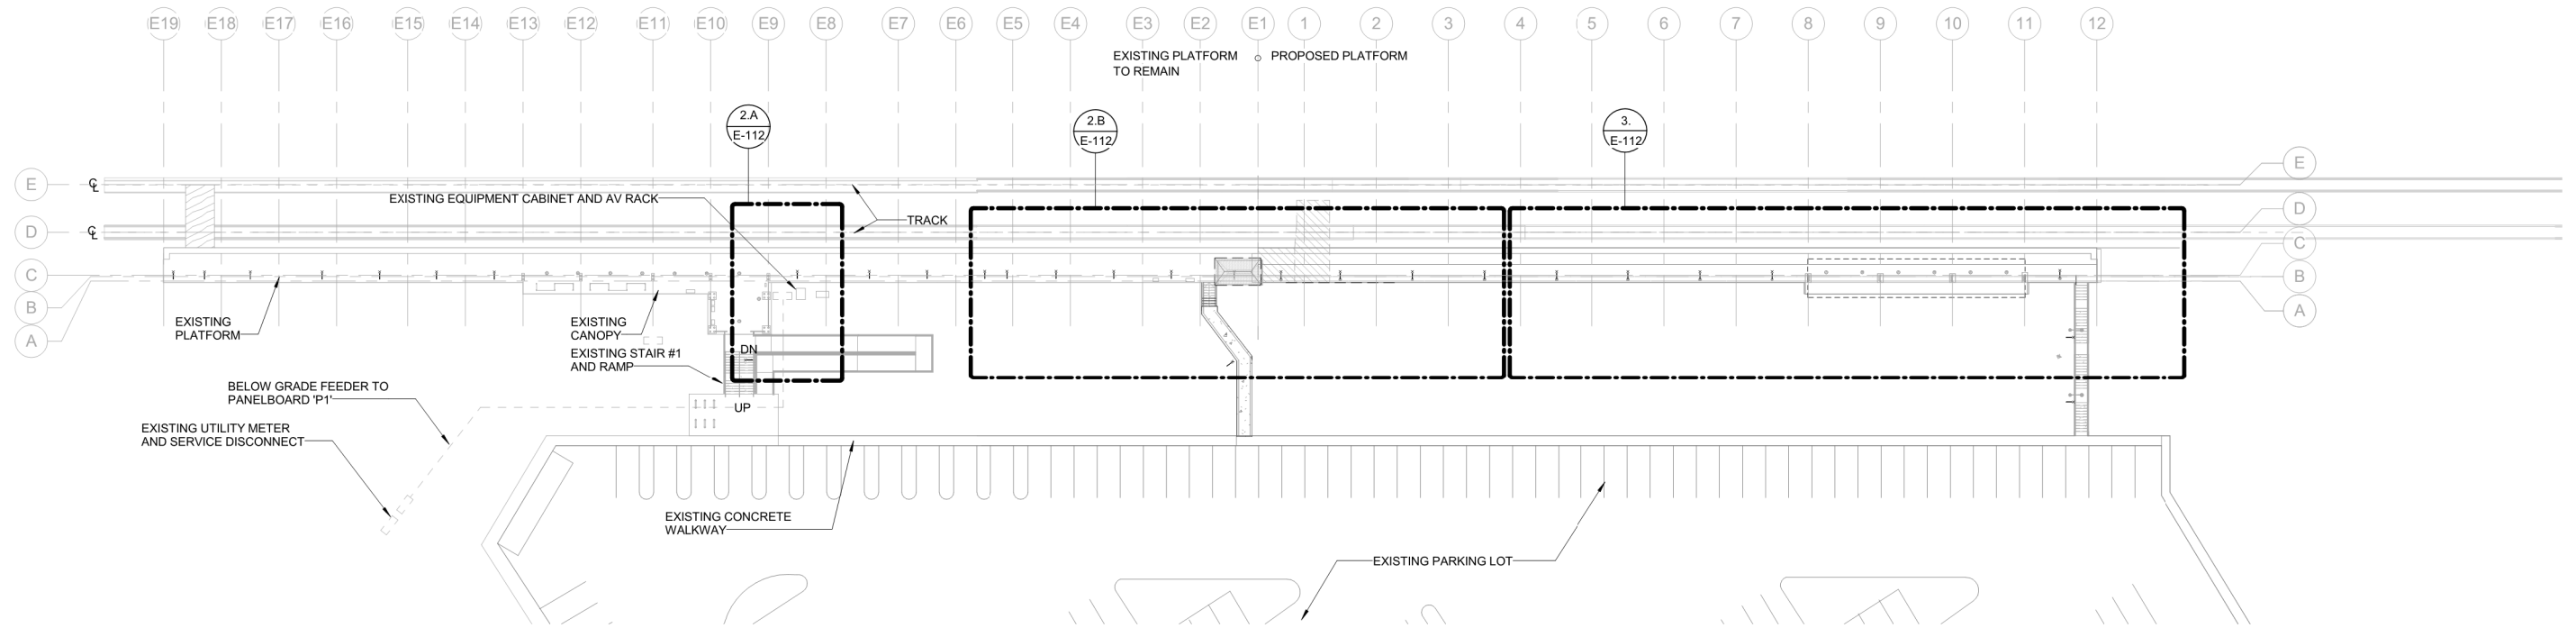 E19 E18 E17 E16 E15 E14 E13 E12 E11 E10 E9 E8 E7 E6 E5 E4 E3 E2 E1 1 2 3 4 5 6 7 8 9 10 11 12
EXISTING PLATFORM
TO REMAIN
PROPOSED PLATFORM
2.A
E-112
2.B
E-112
3.
E-112
E
D
C
B
A
E
D
C
B
A
CL
CL
EXISTING EQUIPMENT CABINET AND AV RACK
TRACK
EXISTING
PLATFORM
EXISTING
CANOPY
EXISTING STAIR #1
AND RAMP
DN
UP
BELOW GRADE FEEDER TO
PANELBOARD 'P1'
EXISTING UTILITY METER
AND SERVICE DISCONNECT
EXISTING CONCRETE
WALKWAY
EXISTING PARKING LOT